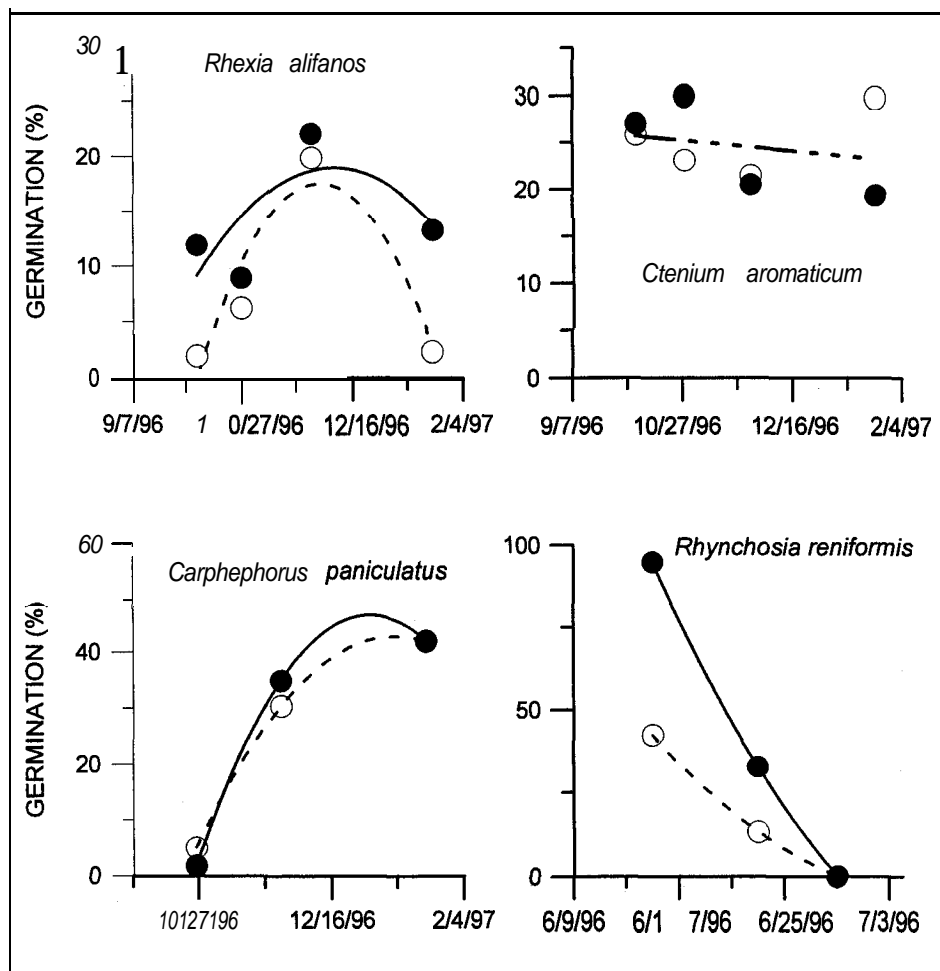 30
1
Rhexia alifanos
20
10
0
GERMINATION (%)
9/7/96 1 0/27/96 12/16/96 2/4/97
30
20
10
0
Ctenium aromaticum
9/7/96 10/27/96 12/16/96 2/4/97
60
Carphephorus paniculatus
40
20
0
GERMINATION (%)
10127196 12/16/96 2/4/97
100
Rhynchosia reniformis
50
0
6/9/96 6/1 7/96 6/25/96 7/3/96